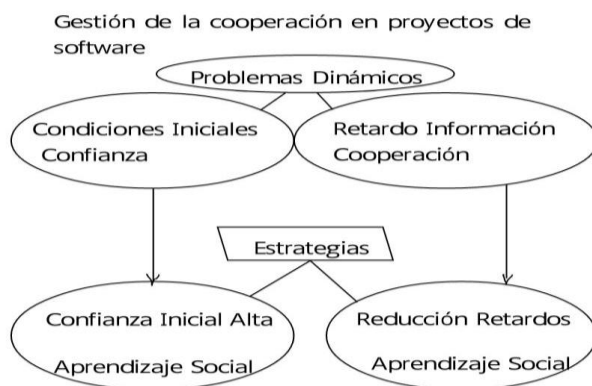 Gestión de la cooperación en proyectos de
software
Problemas Dinámicos
Condiciones Iniciales
Confianza
Retardo Información
Cooperación
Estrategias
Confianza Inicial Alta
Aprendizaje Social
Reducción Retardos
Aprendizaje Social